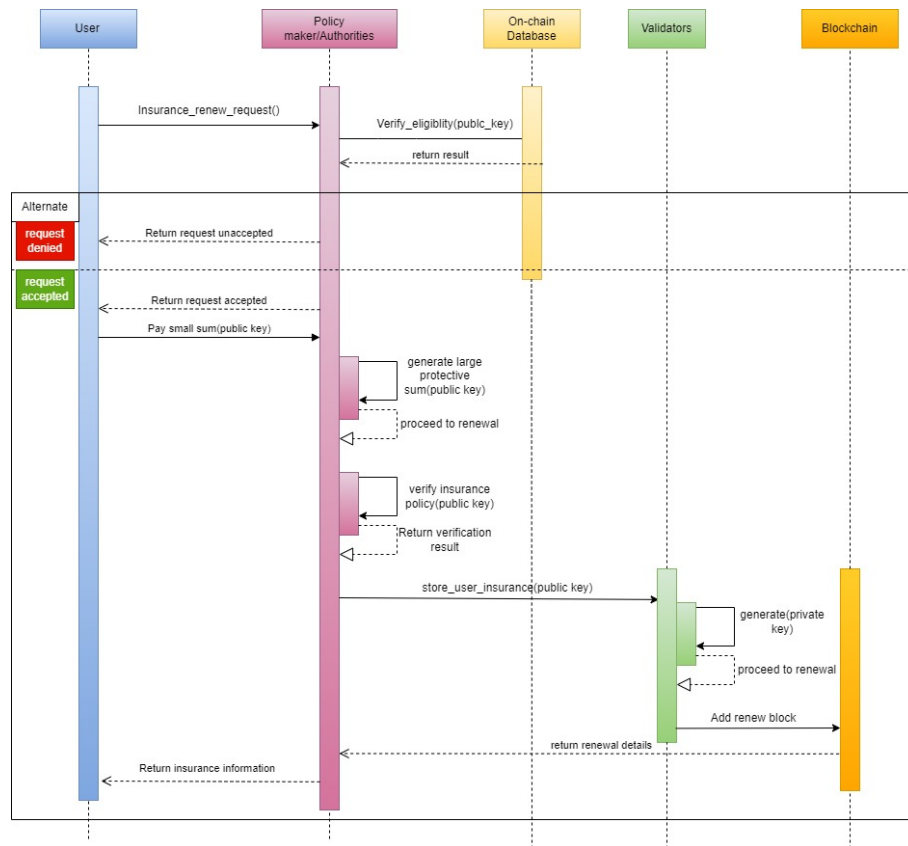 User
Policy
maker/Authorities
On-chain
Database
Validators
Blockchain
Insurance_renew_request()
Verify_eligiblity(publc_key)
return result
Alternate
request
denied
Return request unaccepted
request
accepted
Return request accepted
Pay small sum(public key)
generate large
protective
sum(public key)
proceed to renewal
verify insurance
policy(public key)
Return verification
result
store_user_insurance(public key)
generate(private
key)
proceed to renewal
Add renew block
return renewal details
Return insurance information